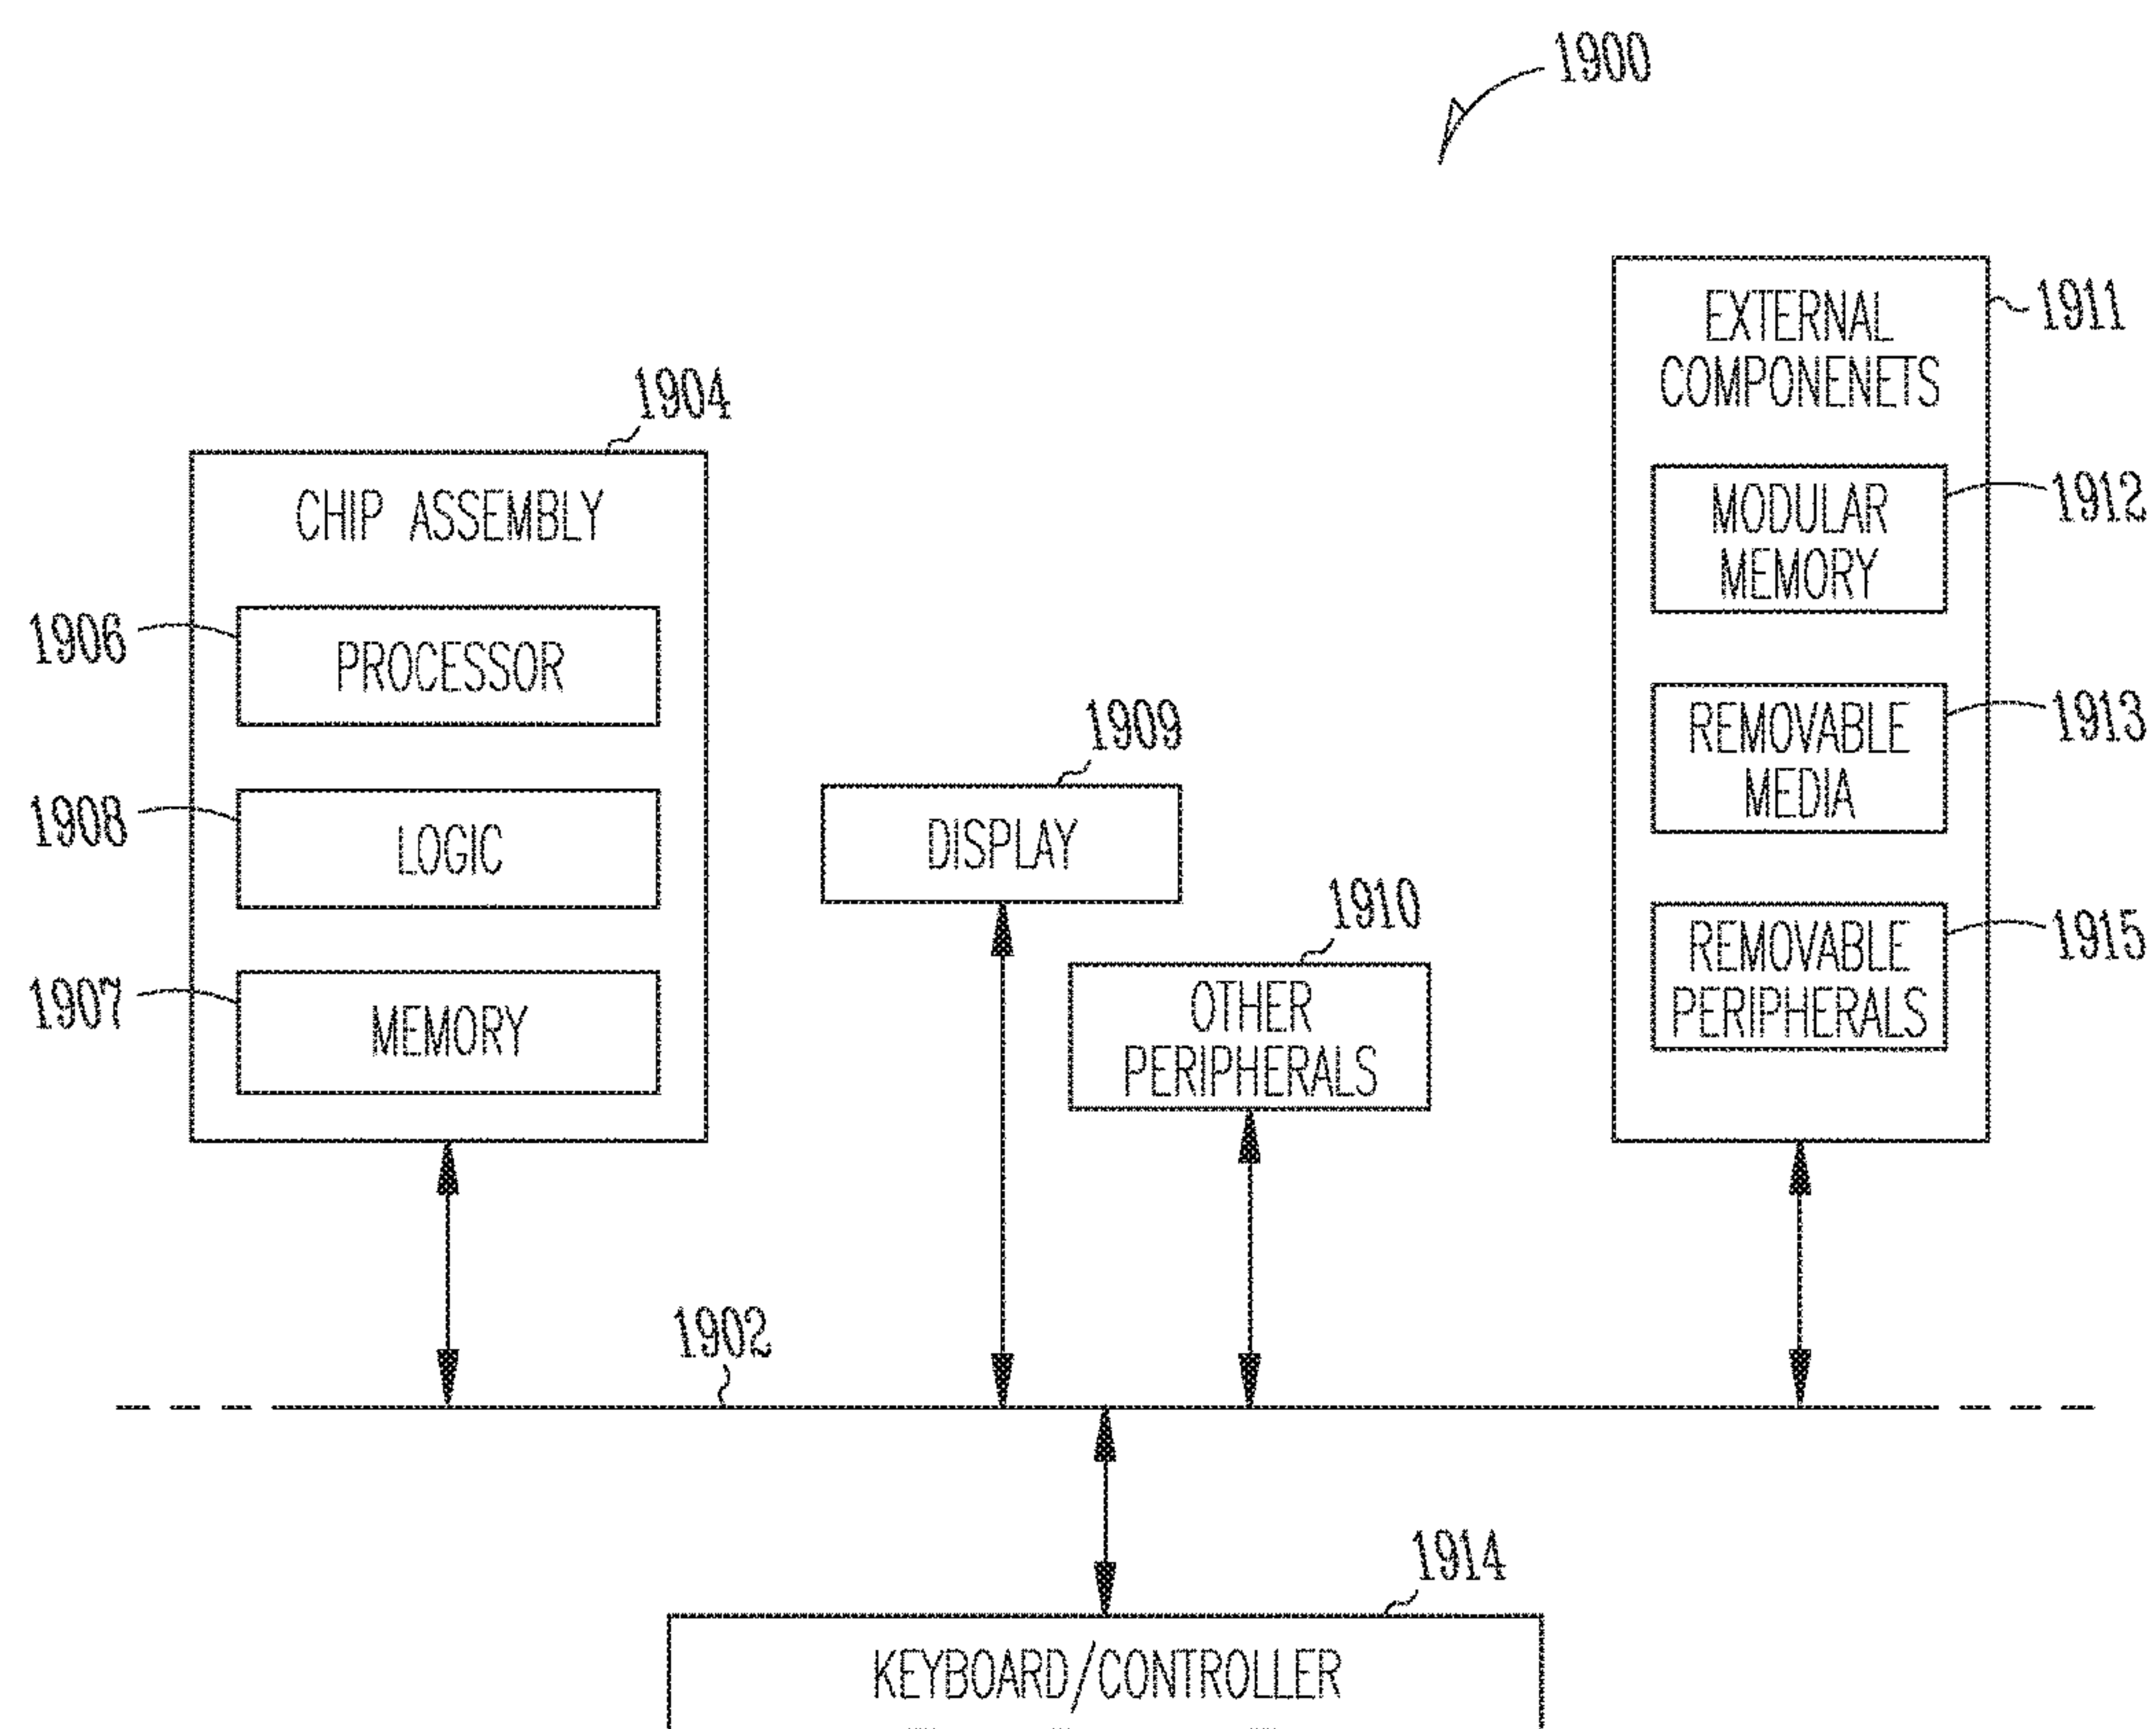 1900
EXTERNAL
COMPONENETS
1911
1904
CHIP ASSEMBLY
MODULAR
MEMORY
1912
1906
PROCESSOR
1909
REMOVABLE
MEDIA
1913
1908
LOGIC
DISPLAY
1910
REMOVABLE
PERIPHERALS
1915
1907
MEMORY
OTHER
PERIPHERALS
1902
1914
KEYBOARD/CONTROLLER